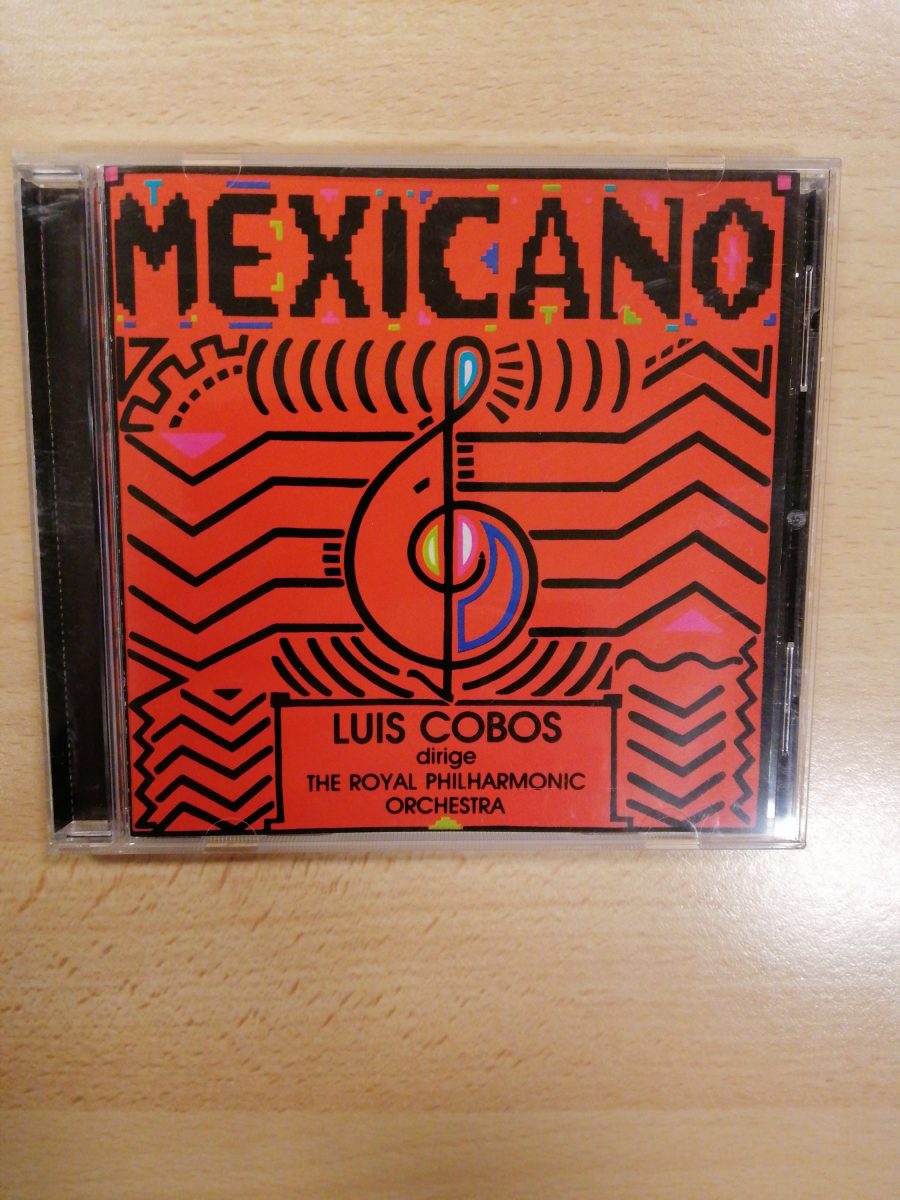 MEXICANO
LUIS COBOS
dirige
THE ROYAL PHILHARMONIC
ORCHESTRA